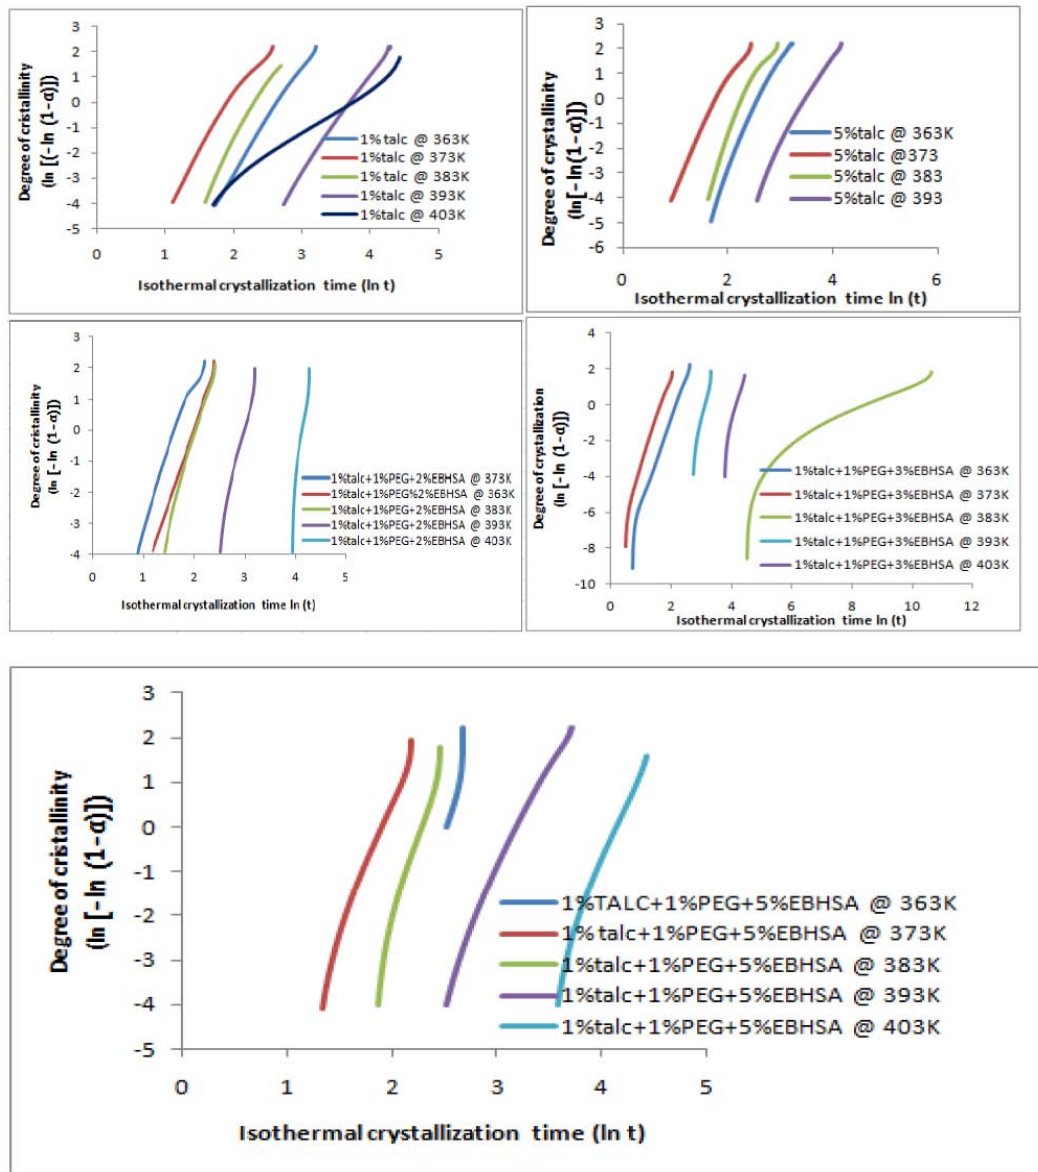 Degree of cristallinity
(ln [(-ln (1-α)])
3
2
1
0
-1
-2
-3
-4
-5
0
1
2
3
4
5
1% talc @ 363K
1%talc @ 373K
1%talc @ 383K
1%talc @ 393K
1%talc @ 403K
Isothermal crystallization time (ln t)
Degree of crystallinity
(ln[-ln(1-α)])
3
2
1
0
-1
-2
-3
-4
-5
-6
0
2
4
6
5%talc @ 363K
5%talc @373
5%talc @ 383
5%talc @ 393
Isothermal crystallization time ln (t)
Degree of cristallinity
(ln [-ln (1-α)])
3
2
1
0
-1
-2
-3
-4
0
1
2
3
4
5
1%talc+1%PEG+2%EBHSA @ 373K
1%talc+1%PEG%2%EBHSA @ 363K
1%talc+1%PEG+2%EBHSA @ 383K
1%talc+1%PEG+2%EBHSA @ 393K
1%talc+1%PEG+2%EBHSA @ 403K
Isothermal crystallization time ln (t)
Degree of crystallization
(ln [-ln (1-α)])
4
2
0
-2
-4
-6
-8
-10
0
2
4
6
8
10
12
1%talc+1%PEG+3%EBHSA @ 363K
1%talc+1%PEG+3%EBHSA @ 373K
1%talc+1%PEG+3%EBHSA @ 383K
1%talc+1%PEG+3%EBHSA @ 393K
1%talc+1%PEG+3%EBHSA @ 403K
Isothermal crystallization time ln (t)
Degree of cristallinity
(ln [-ln (1-α)])
3
2
1
0
-1
-2
-3
-4
-5
0
1
2
3
4
5
1%TALC+1%PEG+5%EBHSA @ 363K
1% talc+1%PEG+5%EBHSA @ 373K
1%talc+1%PEG+5%EBHSA @ 383K
1%talc+1%PEG+5%EBHSA @ 393K
1%talc+1%PEG+5%EBHSA @ 403K
Isothermal crystallization time (ln t)